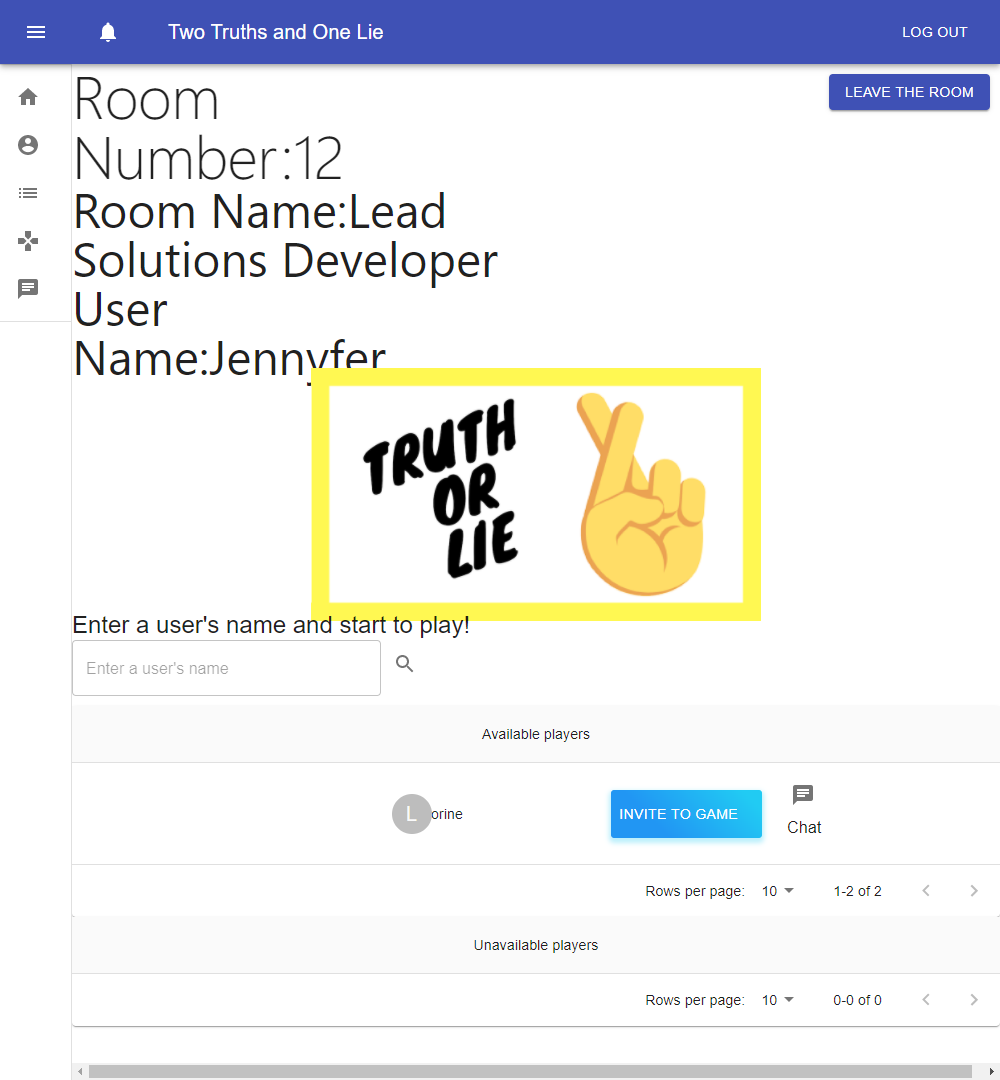 Two Truths and One Lie
LOG OUT
LEAVE THE ROOM
Room
Number:12
Room Name:Lead
Solutions Developer
User
Name:Jennyfer
TRUTH
OR
LIE
Enter a user's name and start to play!
Enter a user's name
Available players
L orine
INVITE TO GAME
Chat
Rows per page: 10 1-2 of 2
Unavailable players
Rows per page: 10 0-0 of 0